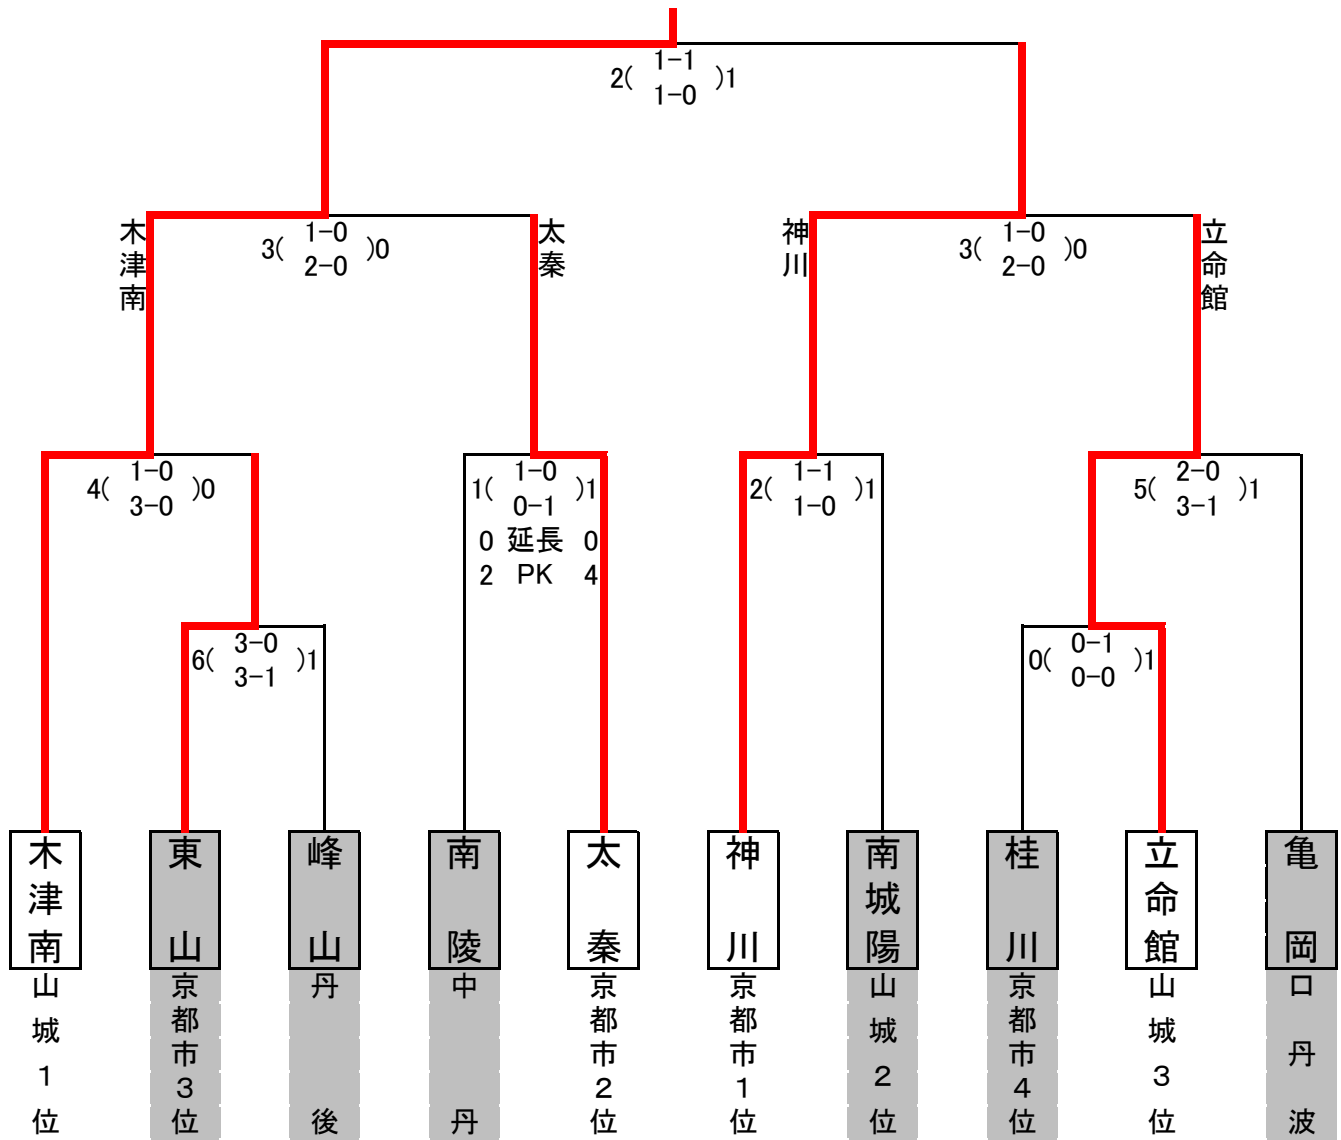 1-1
2( )1
1-0
木津南
1-0
3( )0
2-0
太秦
神川
1-0
3( )0
2-0
立命館
1-0
4( )0
3-0
1-0
1( )1
0-1
0 延長 0
2 PK 4
1-1
2( )1
1-0
2-0
5( )1
3-1
3-0
6( )1
3-1
0-1
0( )1
0-0
木津南
東山
峰山
南陵
太秦
神川
南城陽
桂川
立命館
亀岡
山城1位
京都市3位
丹後
中丹
京都市2位
京都市1位
山城2位
京都市4位
山城3位
口丹波